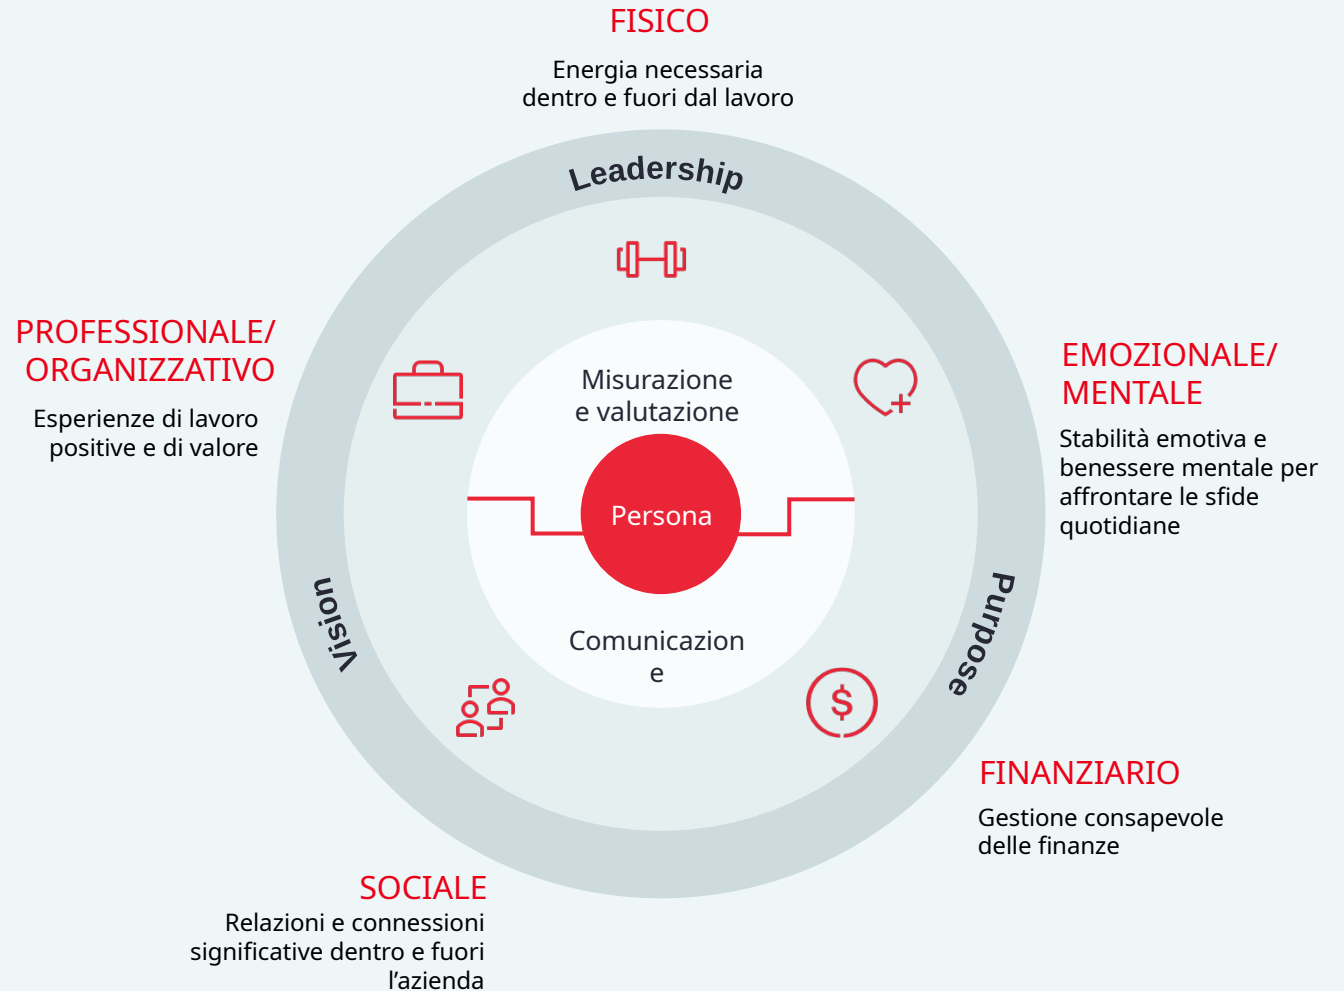 FISICO
Energia necessaria
dentro e fuori dal lavoro
Leadership
PROFESSIONALE/
ORGANIZZATIVO
Esperienze di lavoro
positive e di valore
EMOZIONALE/
MENTALE
Stabilità emotiva e
benessere mentale per
affrontare le sfide
quotidiane
Misurazione
e valutazione
Persona
Comunicazion
e
Vision
Purpose
$
FINANZIARIO
Gestione consapevole
delle finanze
SOCIALE
Relazioni e connessioni
significative dentro e fuori
l’azienda